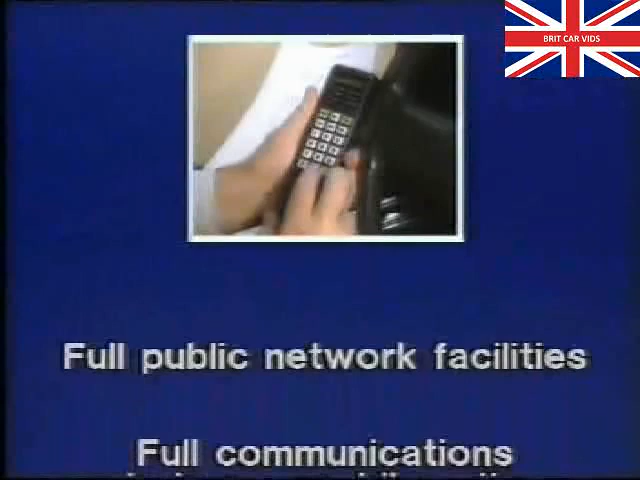 BRIT CAR VIDS
Full public network facilities
Full communications